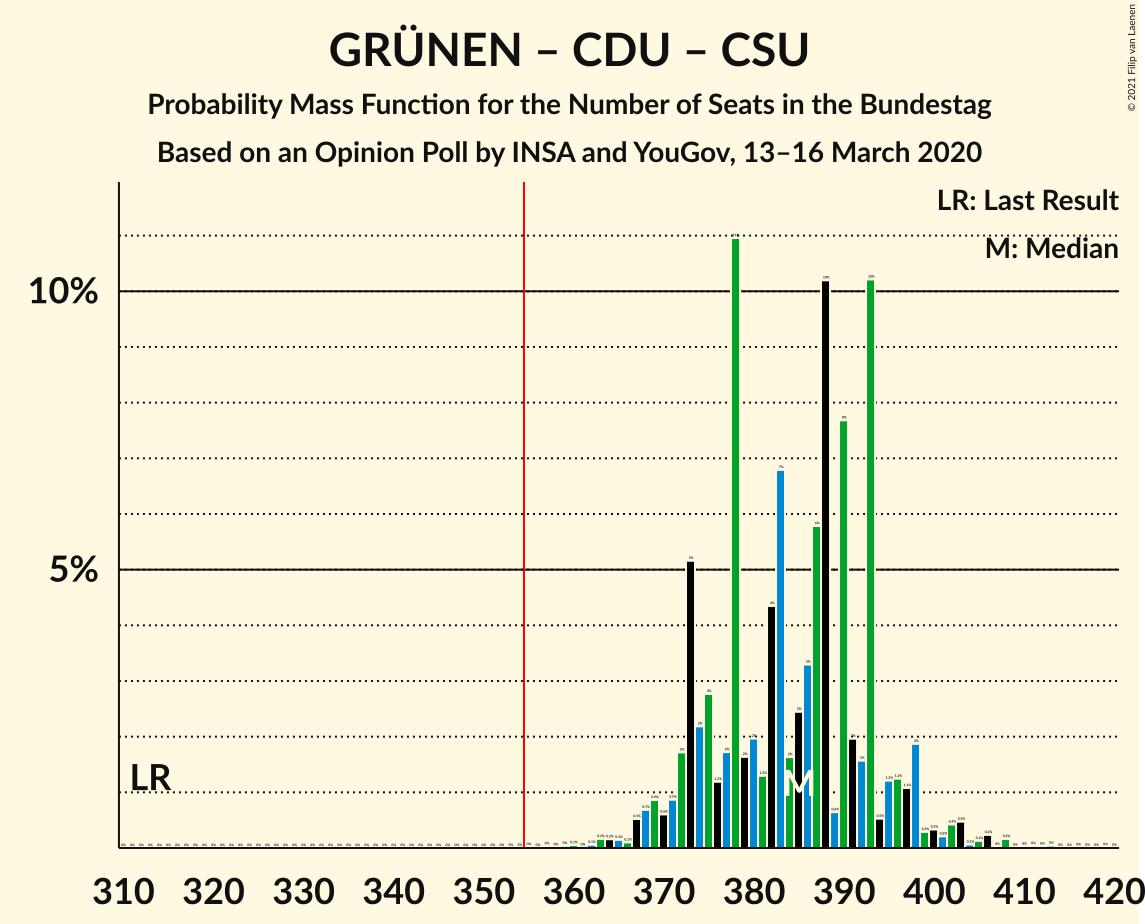 GRÜNEN – CDU – CSU
Probability Mass Function for the Number of Seats in the Bundestag
Based on an Opinion Poll by INSA and YouGov, 13–16 March 2020
© 2021 Filip van Laenen
LR: Last Result
M: Median
10%
5%
LR
M
310 320 330 340 350 360 370 380 390 400 410 420